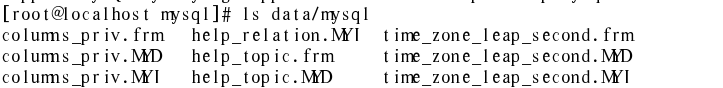 [root@localhost mysql]# ls data/mysql
columns_priv.frm help_relation.MYI time_zone_leap_second.frm
columns_priv.MYD help_topic.frm time_zone_leap_second.MYD
columns_priv.MYI help_topic.MYD time_zone_leap_second.MYI